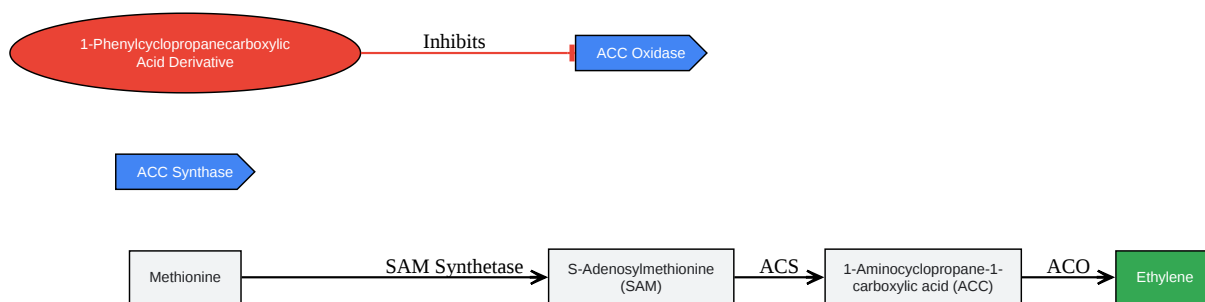 1-Phenylcyclopropanecarboxylic
Acid Derivative
Inhibits
ACC Oxidase
ACC Synthase
Methionine
SAM Synthetase
S-Adenosylmethionine
(SAM)
ACS
1-Aminocyclopropane-1-
carboxylic acid (ACC)
ACO
Ethylene